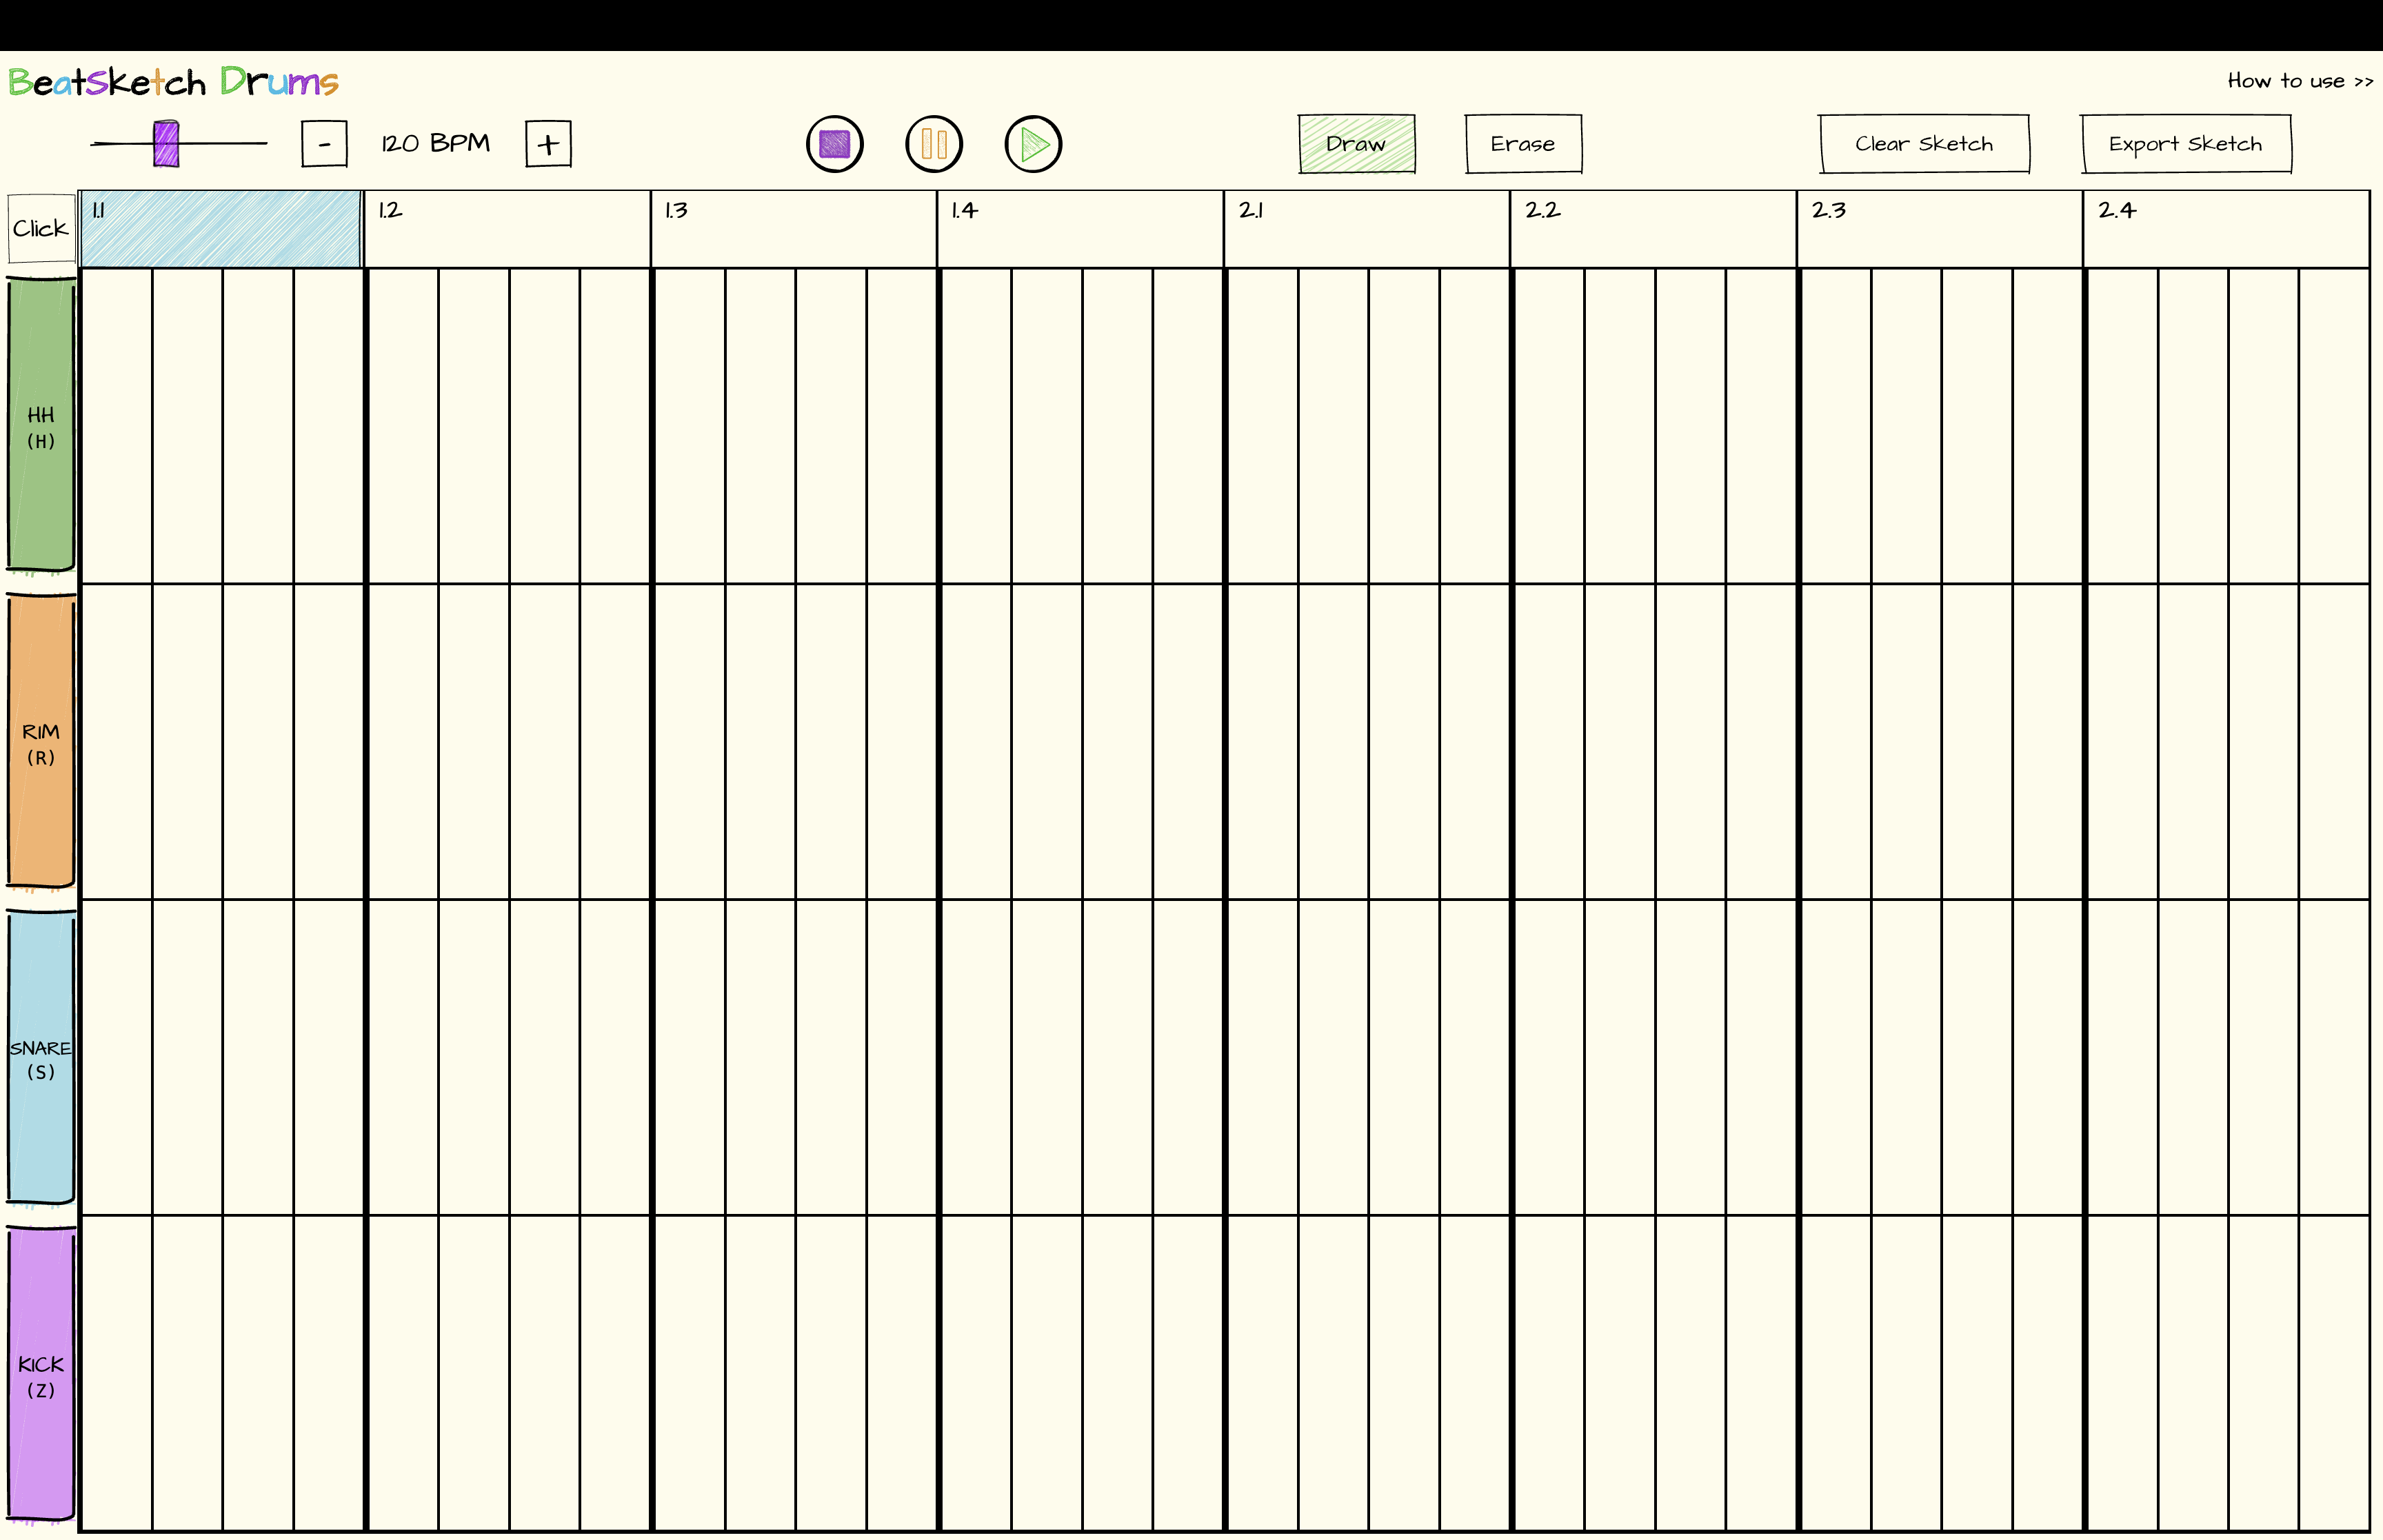 BeatSketch Drums
How to use >>
- 120 BPM +
Draw
Erase
Clear Sketch
Export Sketch
Click
1.1
1.2
1.3
1.4
2.1
2.2
2.3
2.4
HH
(H)
RIM
(R)
SNARE
(S)
KICK
(Z)